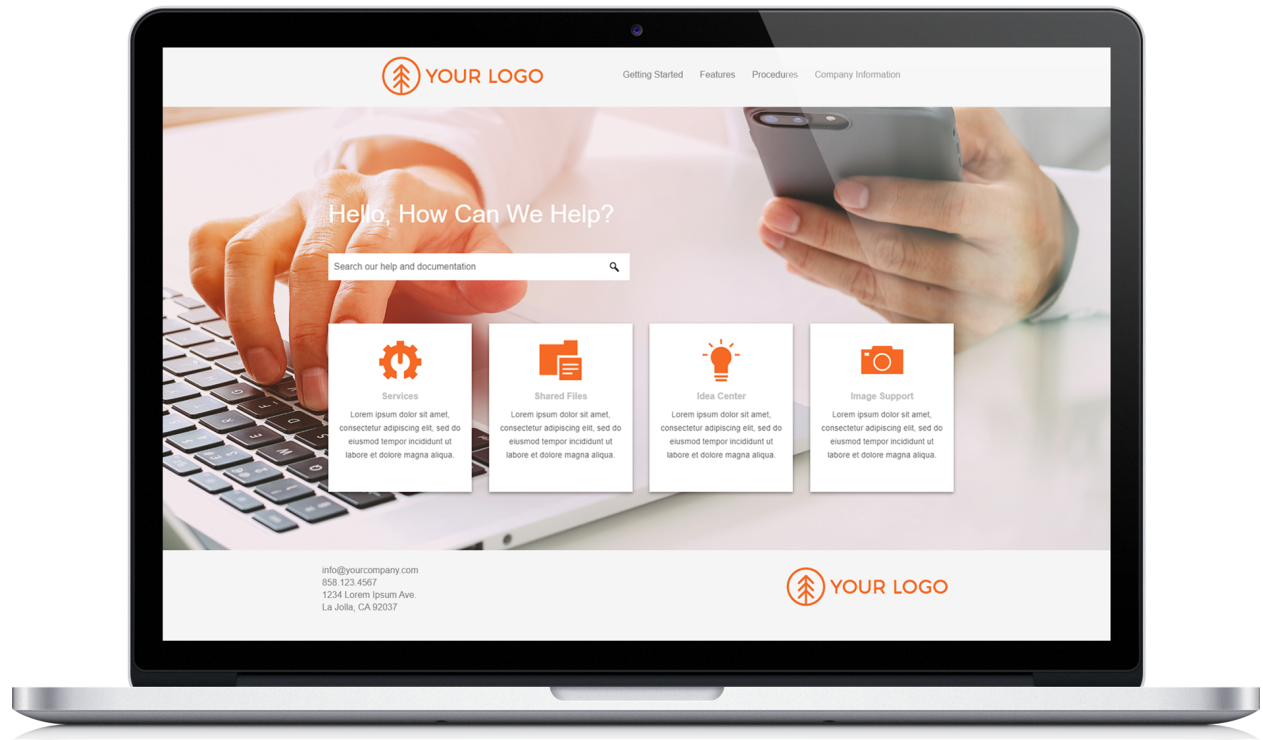 YOUR LOGO
Getting Started Features Procedures Company Information
Hello, How Can We Help?
Search our help and documentation
Services
Lorem ipsum dolor sit amet,
consectetur adipiscing elit, sed do
eiusmod tempor incididunt ut
labore et dolore magna aliqua.
Shared Files
Lorem ipsum dolor sit amet,
consectetur adipiscing elit, sed do
eiusmod tempor incididunt ut
labore et dolore magna aliqua.
Idea Center
Lorem ipsum dolor sit amet,
consectetur adipiscing elit, sed do
eiusmod tempor incididunt ut
labore et dolore magna aliqua.
Image Support
Lorem ipsum dolor sit amet,
consectetur adipiscing elit, sed do
eiusmod tempor incididunt ut
labore et dolore magna aliqua.
info@yourcompany.com
858.123.4567
1234 Lorem Ipsum Ave.
La Jolla, CA 92037
YOUR LOGO